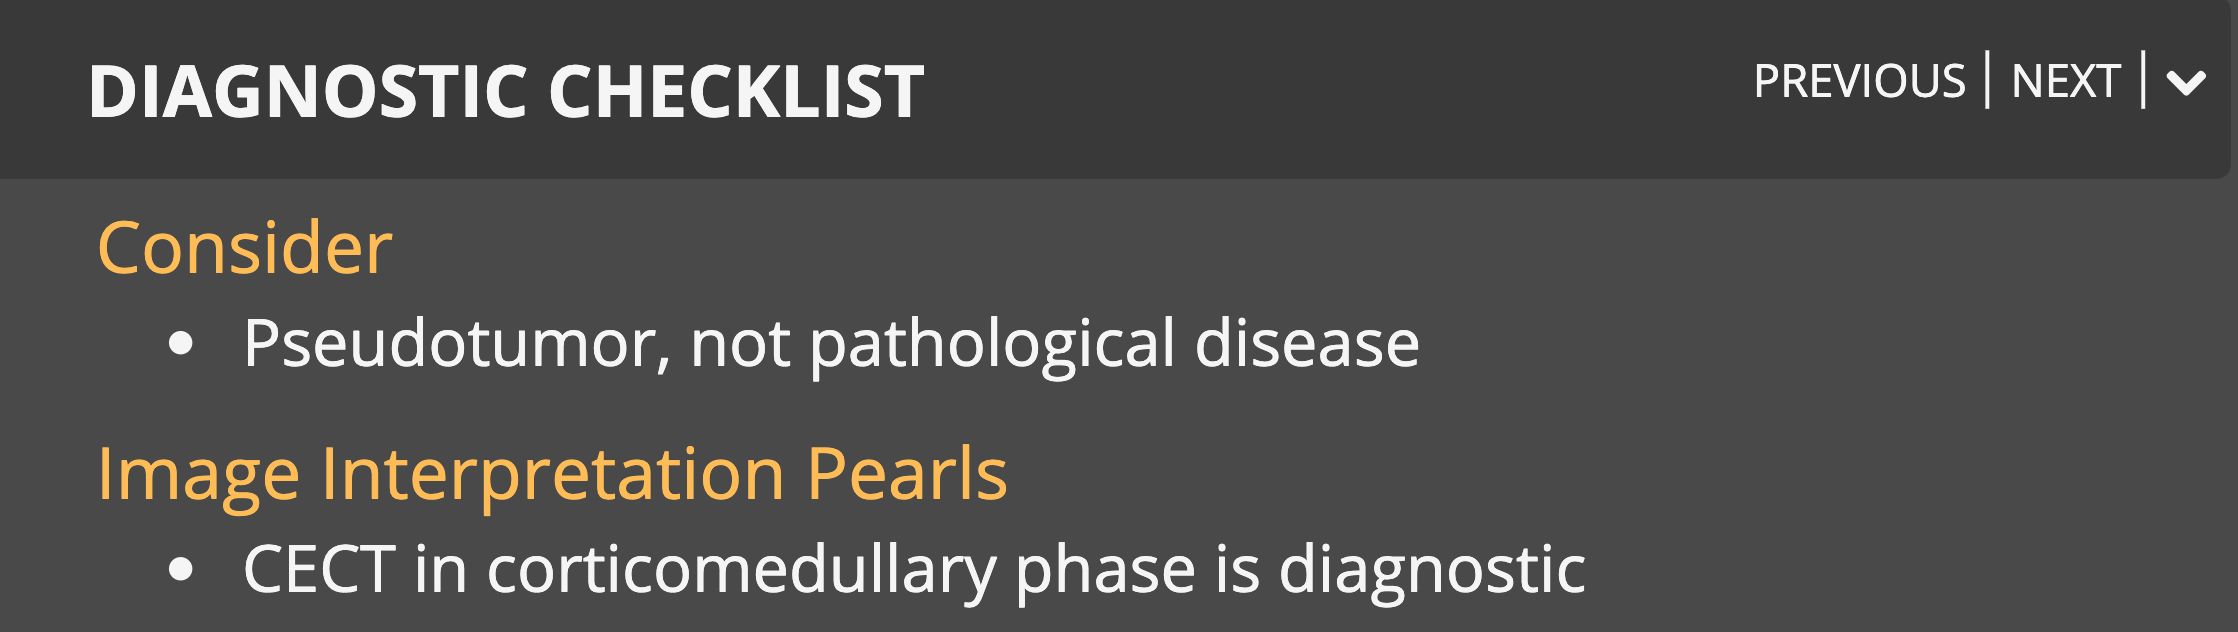 DIAGNOSTIC CHECKLIST
PREVIOUS | NEXT |
Consider
• Pseudotumor, not pathological disease
Image Interpretation Pearls
• CECT in corticomedullary phase is diagnostic